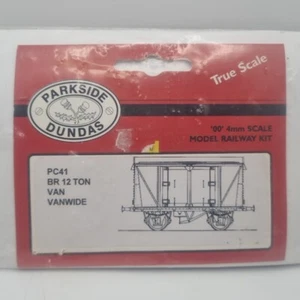 PARKSIDE
DUNDAS
True Scale
'00' 4mm SCALE
MODEL RAILWAY KIT
PC41
BR 12 TON
VAN
VANWIDE